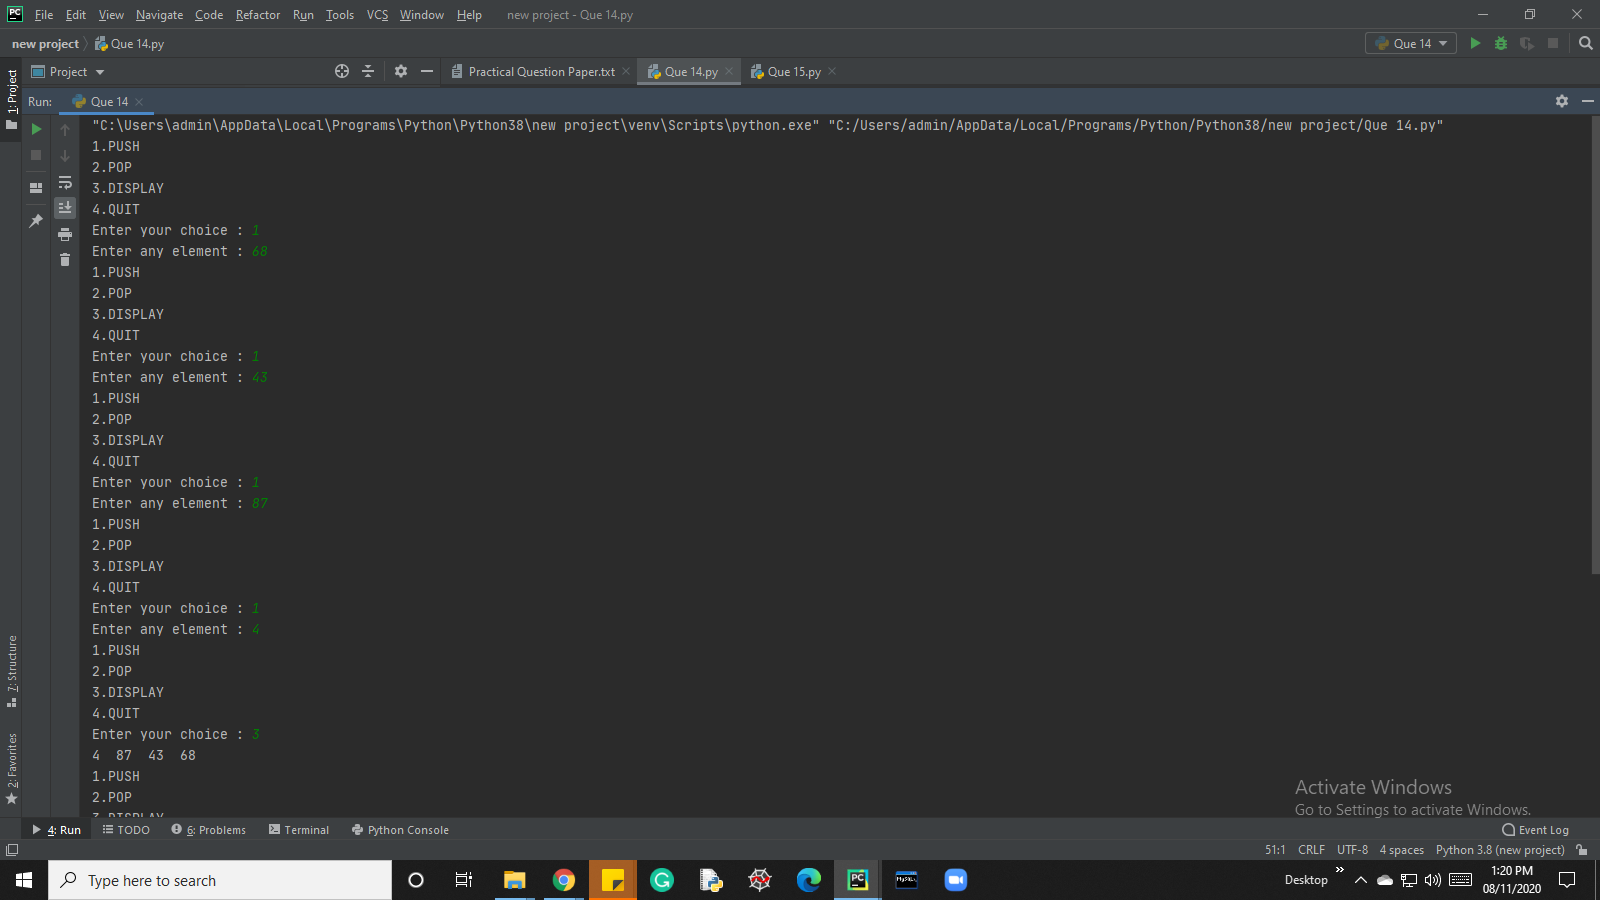 File Edit View Navigate Code Refactor Run Tools VCS Window Help new project - Que 14.py
new project Que 14.py Que 14
1: Project
Project Practical Question Paper.txt Que 14.py Que 15.py
Run: Que 14
"C:\Users\admin\AppData\Local\Programs\Python\Python38\new project\venv\Scripts\python.exe" "C:/Users/admin/AppData/Local/Programs/Python/Python38/new project/Que 14.py"
1.PUSH
2.POP
3.DISPLAY
4.QUIT
Enter your choice : 1
Enter any element : 68
1.PUSH
2.POP
3.DISPLAY
4.QUIT
Enter your choice : 1
Enter any element : 43
1.PUSH
2.POP
3.DISPLAY
4.QUIT
Enter your choice : 1
Enter any element : 87
1.PUSH
2.POP
3.DISPLAY
4.QUIT
Enter your choice : 1
Enter any element : 4
1.PUSH
2.POP
3.DISPLAY
4.QUIT
Enter your choice : 3
4 87 43 68
1.PUSH
2.POP
3.DISPLAY
7: Structure
2: Favorites
Activate Windows
Go to Settings to activate Windows.
4: Run TODO 6: Problems Terminal Python Console Event Log
51:1 CRLF UTF-8 4 spaces Python 3.8 (new project)
Type here to search
Desktop
1:20 PM
08/11/2020